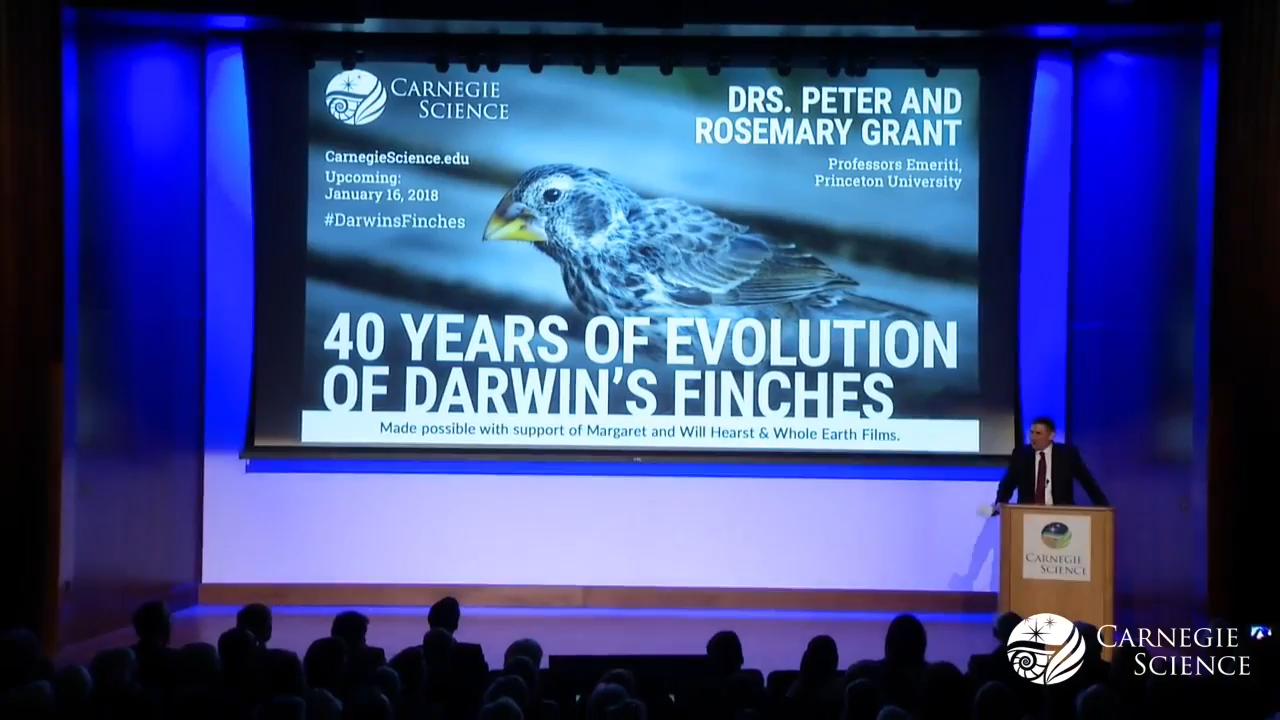 CARNEGIE
SCIENCE
DRS. PETER AND
ROSEMARY GRANT
Professors Emeriti,
Princeton University
CarnegieScience.edu
Upcoming:
January 16, 2018
#DarwinsFinches
40 YEARS OF EVOLUTION
OF DARWIN'S FINCHES
Made possible with support of Margaret and Will Hearst & Whole Earth Films.
CARNEGIE
SCIENCE
CARNEGIE
SCIENCE